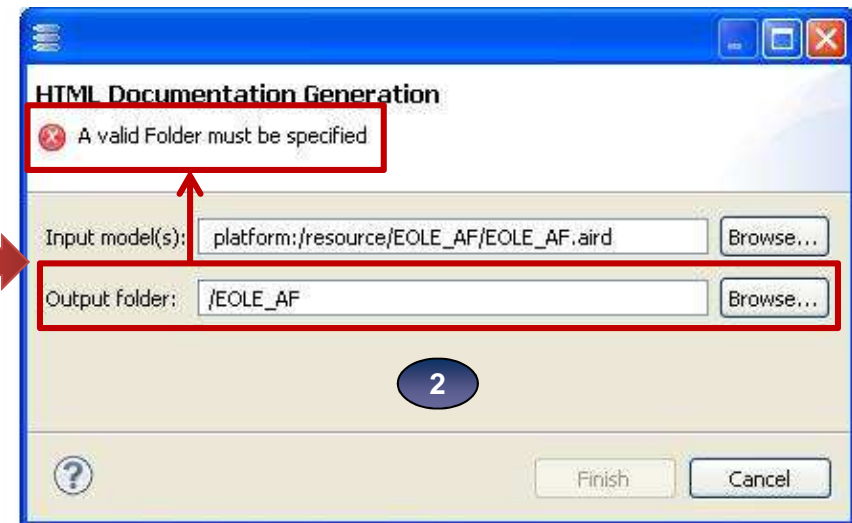 HTML Documentation Generation
A valid Folder must be specified
Input model(s): platform:/resource/EOLE_AF/EOLE_AF.aird Browse...
Output folder: /EOLE_AF Browse...
2
? Finish Cancel